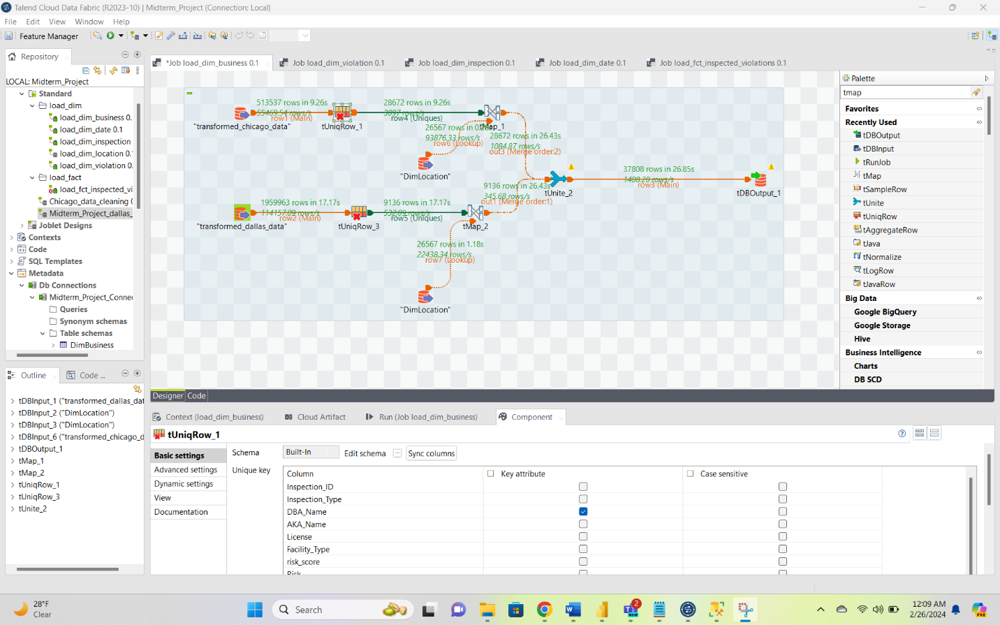 Talend Cloud Data Fabric (R2023-10) | Midterm_Project (Connection: Local)
File Edit View Window Help
Feature Manager
Repository
LOCAL: Midterm_Project
Standard
load_dim
load_dim_business 0.
load_dim_date 0.1
load_dim_inspection
load_dim_location 0.
load_dim_violation 0.
load_fact
load_fct_inspected_vi
Chicago_data_cleaning (
Midterm_Project_dallas_
Joblet Designs
Contexts
Code
SQL Templates
Metadata
Db Connections
Midterm_Project_Connec
Queries
Synonym schemas
Table schemas
DimBusiness
Outline
Code ...
tDBInput_1 ("transformed_dallas_dat
tDBInput_2 ("DimLocation")
tDBInput_3 ("DimLocation")
tDBInput_6 ("transformed_chicago_d
tDBOutput_1
tMap_1
tMap_2
tUniqRow_1
tUniqRow_3
tUnite_2
*Job load_dim_business 0.1
Job load_dim_violation 0.1
Job load_dim_inspection 0.1
Job load_dim_date 0.1
Job load_fct_inspected_violations 0.1
513537 rows in 9.26s
55469.54 rows/s
row1 (Main)
"transformed_chicago_data"
tUniqRow_1
28672 rows in 9.26s
3097 rows/s
row4 (Uniques)
tMap_1
26567 rows in 0.28s
93876.33 rows/s
row6 (Lookup)
"DimLocation"
28672 rows in 26.43s
1084.87 rows/s
out3 (Merge order:2)
1959963 rows in 17.17s
114157.09 rows/s
row2 (Main)
"transformed_dallas_data"
tUniqRow_3
9136 rows in 17.17s
532.09 rows/s
row5 (Uniques)
tMap_2
9136 rows in 26.43s
345.68 rows/s
out1 (Merge order:1)
26567 rows in 1.18s
22438.34 rows/s
row7 (Lookup)
"DimLocation"
tUnite_2
37808 rows in 26.85s
1408.28 rows/s
row3 (Main)
tDBOutput_1
Palette
tmap
Favorites
Recently Used
tDBOutput
tDBInput
tRunJob
tMap
tSampleRow
tUnite
tUniqRow
tAggregateRow
tJava
tNormalize
tLogRow
tJavaRow
Big Data
Google BigQuery
Google Storage
Hive
Business Intelligence
Charts
DB SCD
Designer Code
Context (load_dim_business)
Cloud Artifact
Run (Job load_dim_business)
Component
tUniqRow_1
Basic settings
Advanced settings
Dynamic settings
View
Documentation
Schema Built-In Edit schema ... Sync columns
Unique key
Column Key attribute Case sensitive
Inspection_ID
Inspection_Type
DBA_Name
AKA_Name
License
Facility_Type
risk_score
28°F
Clear
Search
2
NEW
12:09 AM
2/26/2024
PRE